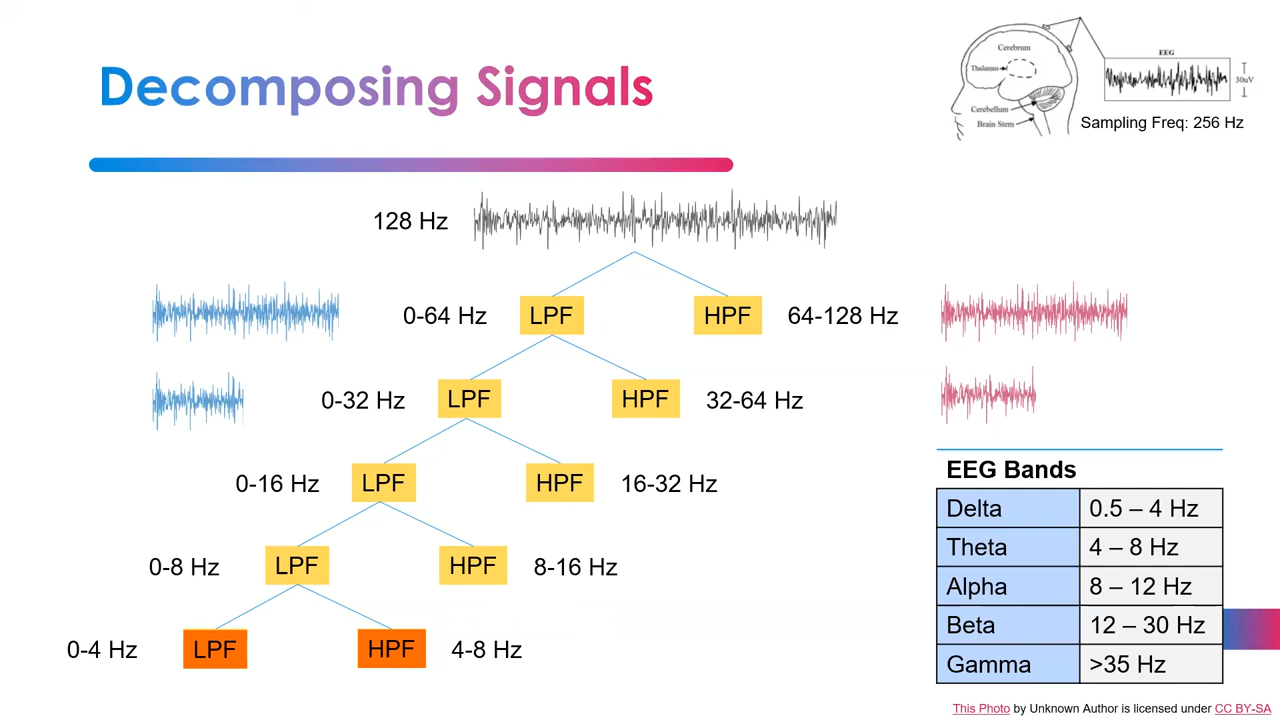 Decomposing Signals
Cerebrum
Thalamus
Cerebellum
Brain Stem
EEG
30uV
Sampling Freq: 256 Hz
128 Hz
0-64 Hz LPF HPF 64-128 Hz
0-32 Hz LPF HPF 32-64 Hz
0-16 Hz LPF HPF 16-32 Hz
0-8 Hz LPF HPF 8-16 Hz
0-4 Hz LPF HPF 4-8 Hz
EEG Bands
Delta 0.5 – 4 Hz
Theta 4 – 8 Hz
Alpha 8 – 12 Hz
Beta 12 – 30 Hz
Gamma >35 Hz
This Photo by Unknown Author is licensed under CC BY-SA